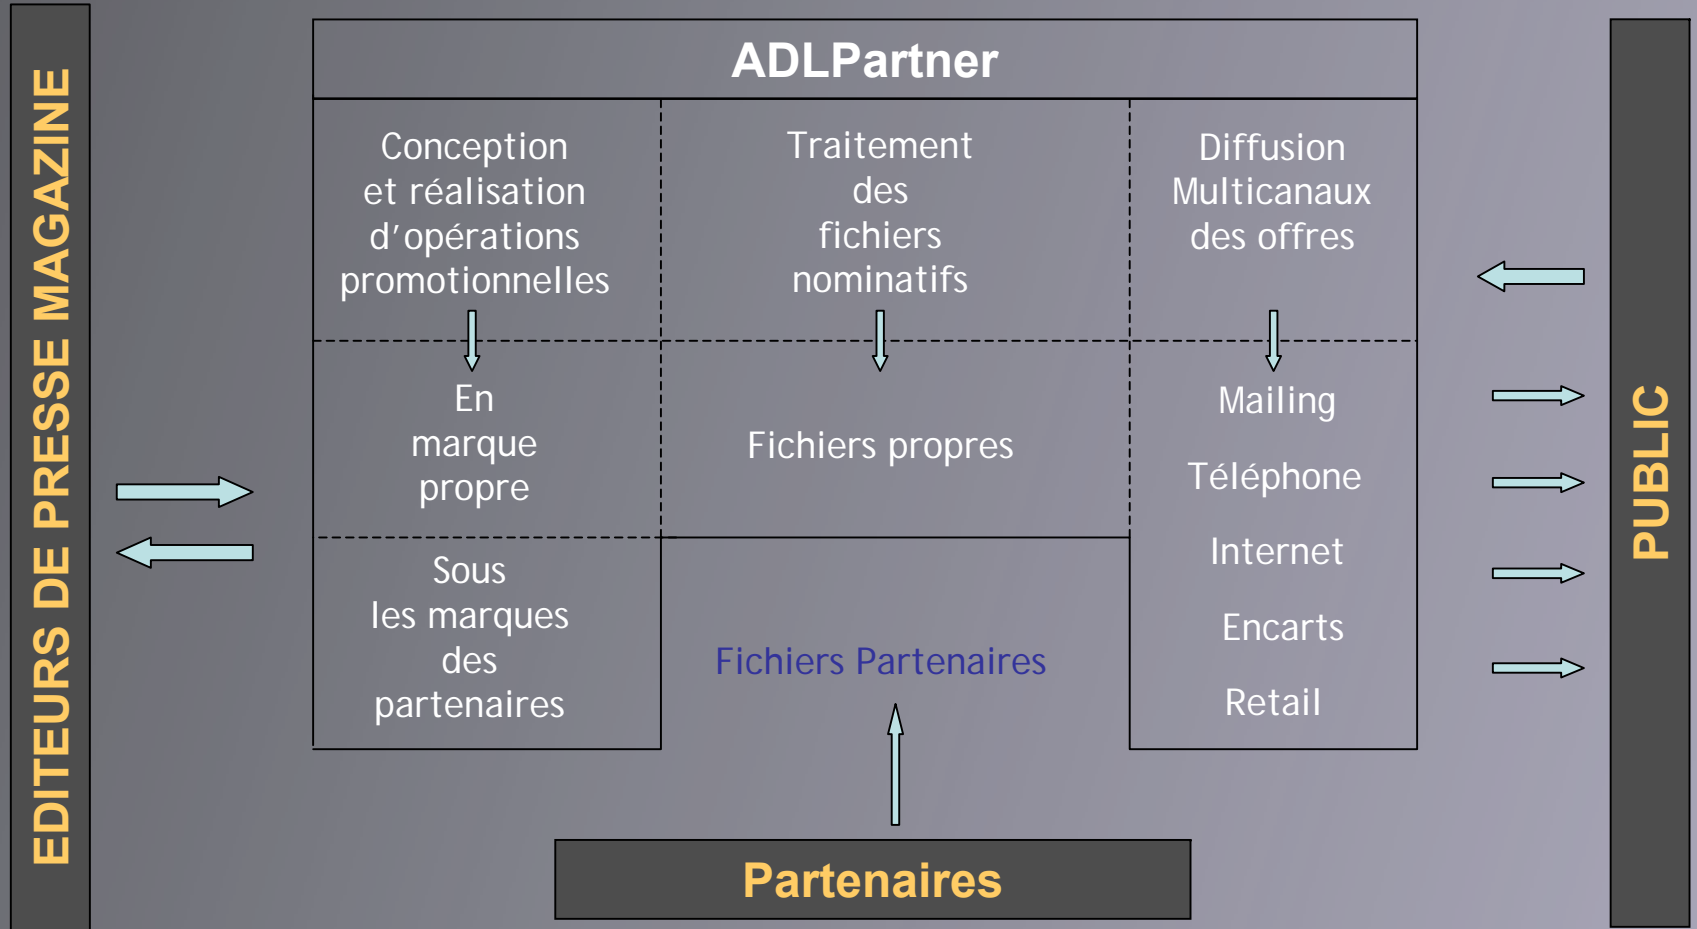 EDITEURS DE PRESSE MAGAZINE
ADLPartner
Conception
et réalisation
d’opérations
promotionnelles
Traitement
des
fichiers
nominatifs
Diffusion
Multicanaux
des offres
En
marque
propre
Fichiers propres
Mailing
Téléphone
Internet
Encarts
Retail
Sous
les marques
des
partenaires
Fichiers Partenaires
Partenaires
PUBLIC